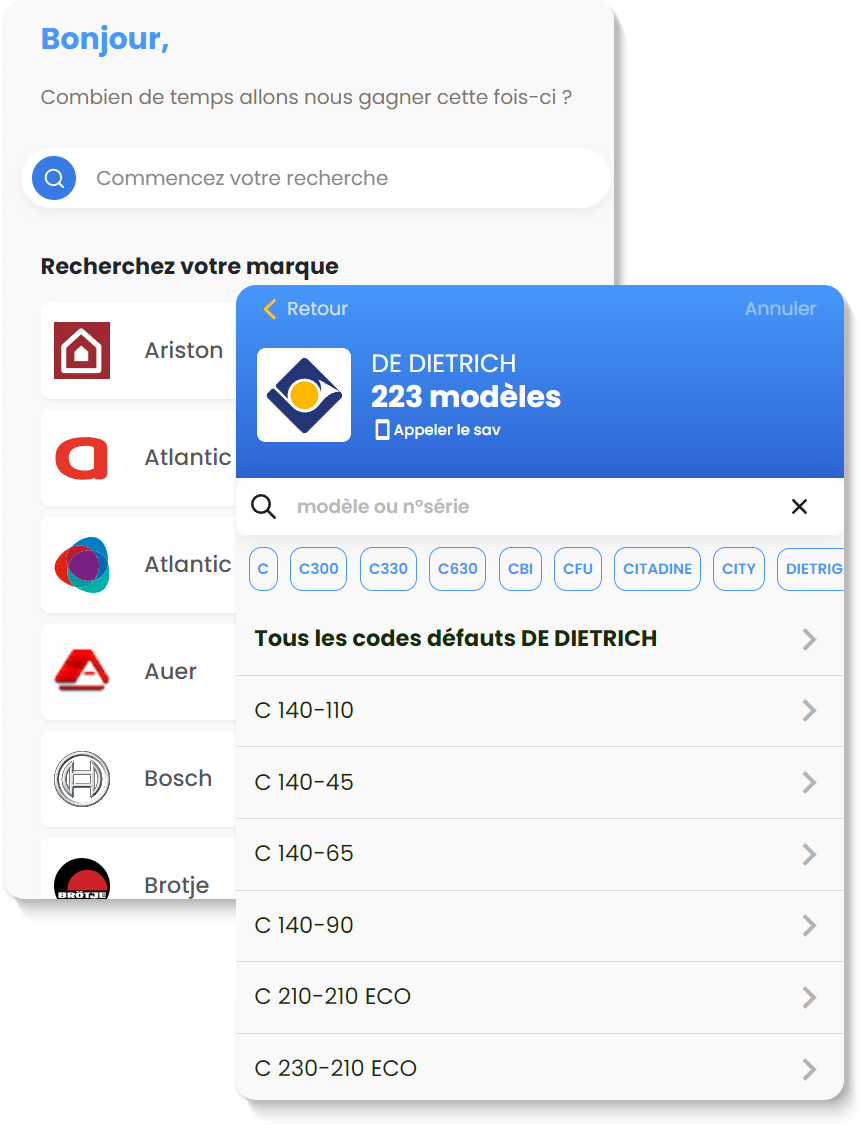 Bonjour,
Combien de temps allons nous gagner cette fois-ci ?
Commencez votre recherche
Recherchez votre marque
Ariston
Atlantic
Atlantic
Auer
Bosch
BRÖTJE
Brotje
Retour
Annuler
DE DIETRICH
223 modèles
Appeler le sav
modèle ou n°série
C
C300
C330
C630
CBI
CFU
CITADINE
CITY
DIETRIG
Tous les codes défauts DE DIETRICH
C 140-110
C 140-45
C 140-65
C 140-90
C 210-210 ECO
C 230-210 ECO